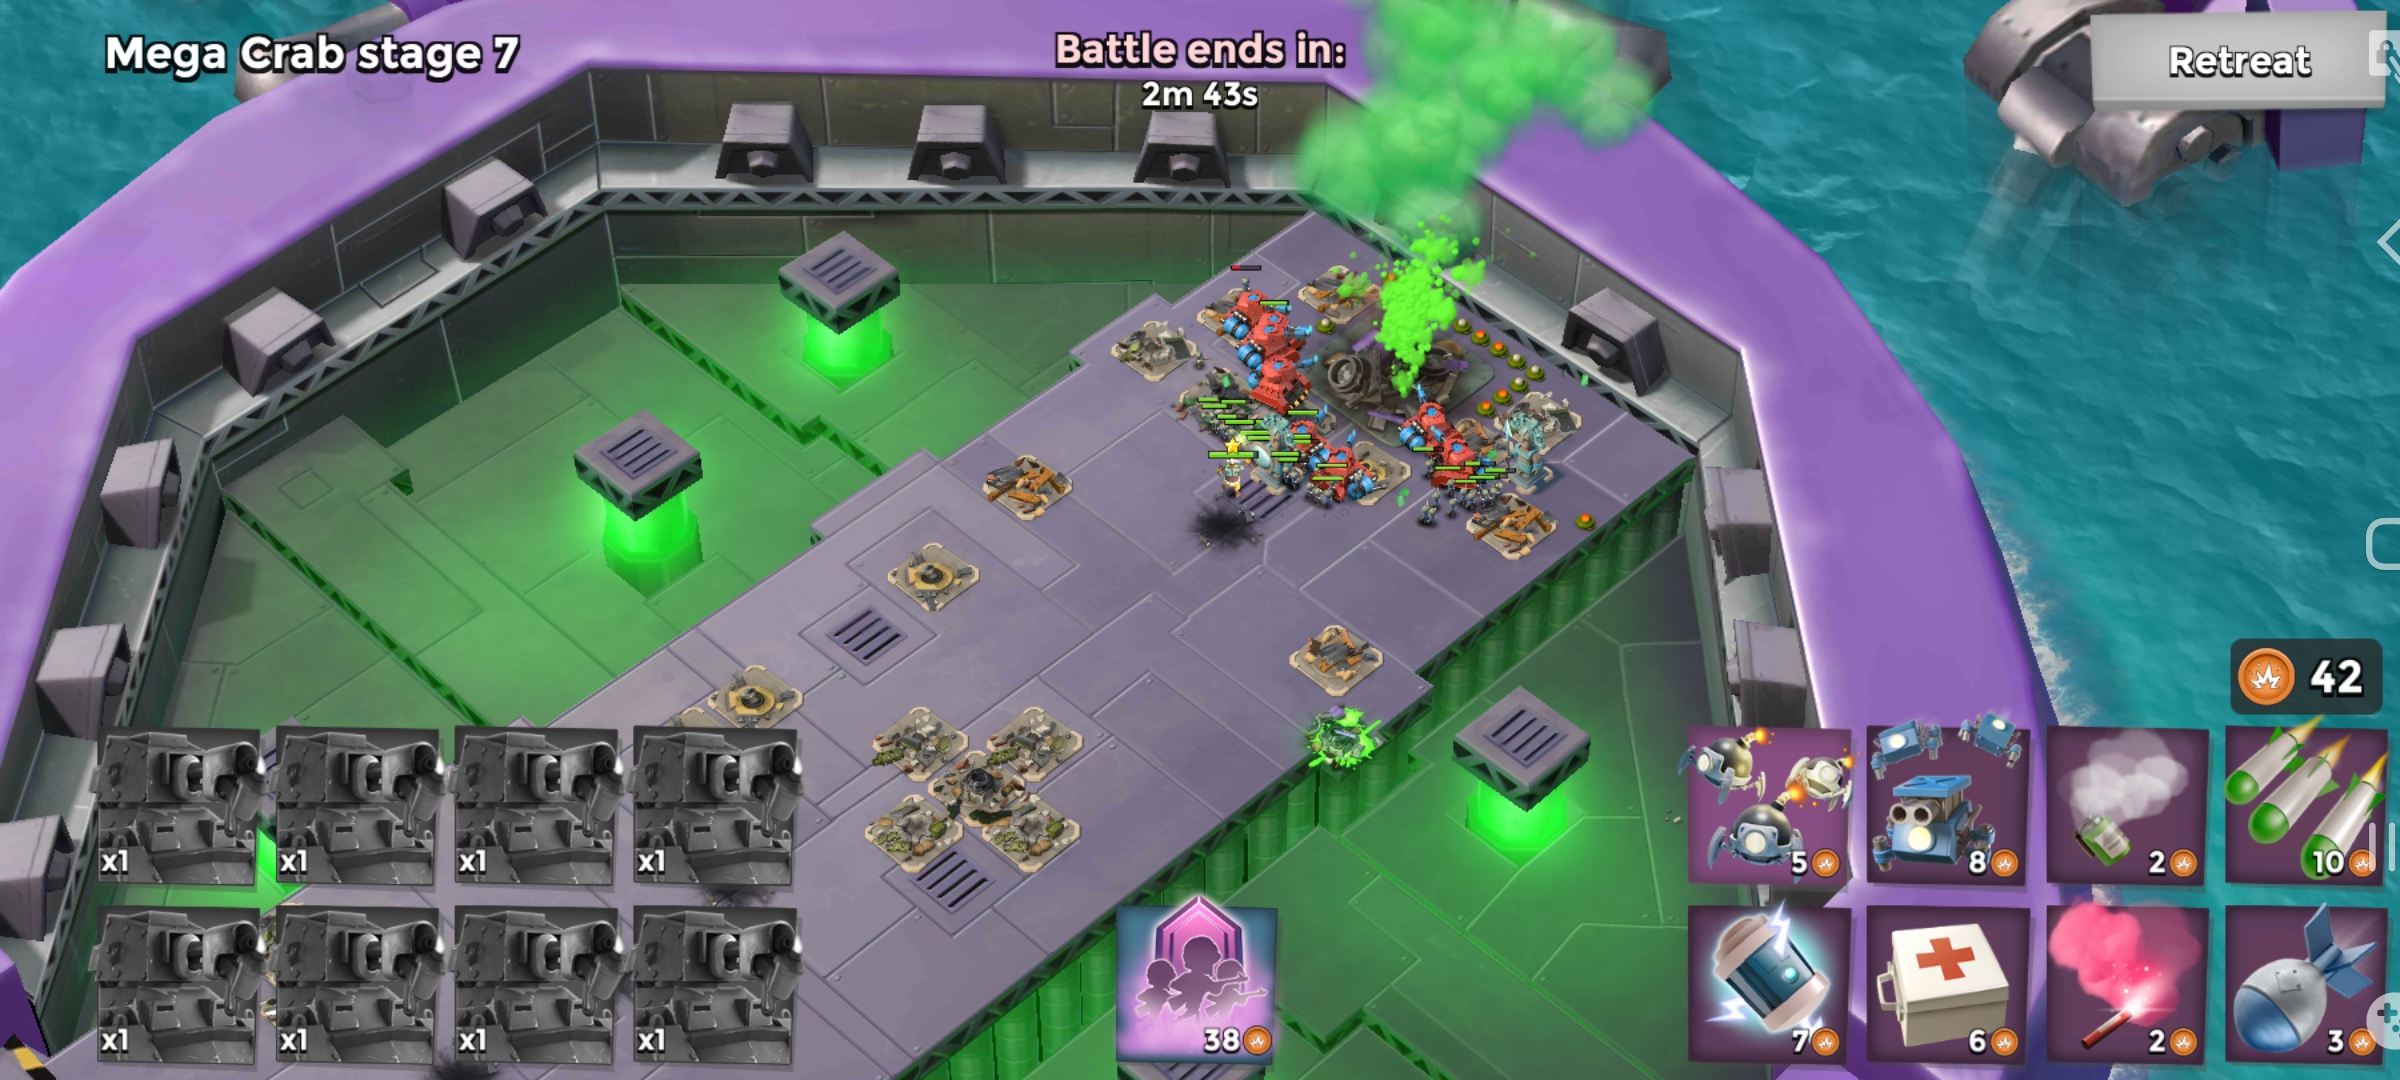 Mega Crab stage 7
Battle ends in:
2m 43s
Retreat
42
x1
x1
x1
x1
5
8
2
10
x1
x1
x1
x1
38
7
6
2
3